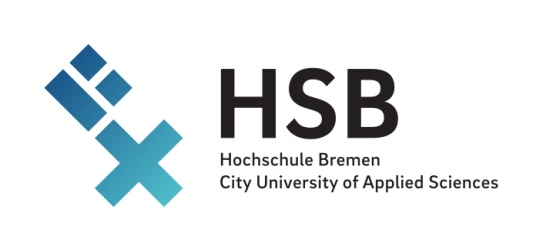 HSB
Hochschule Bremen
City University of Applied Sciences